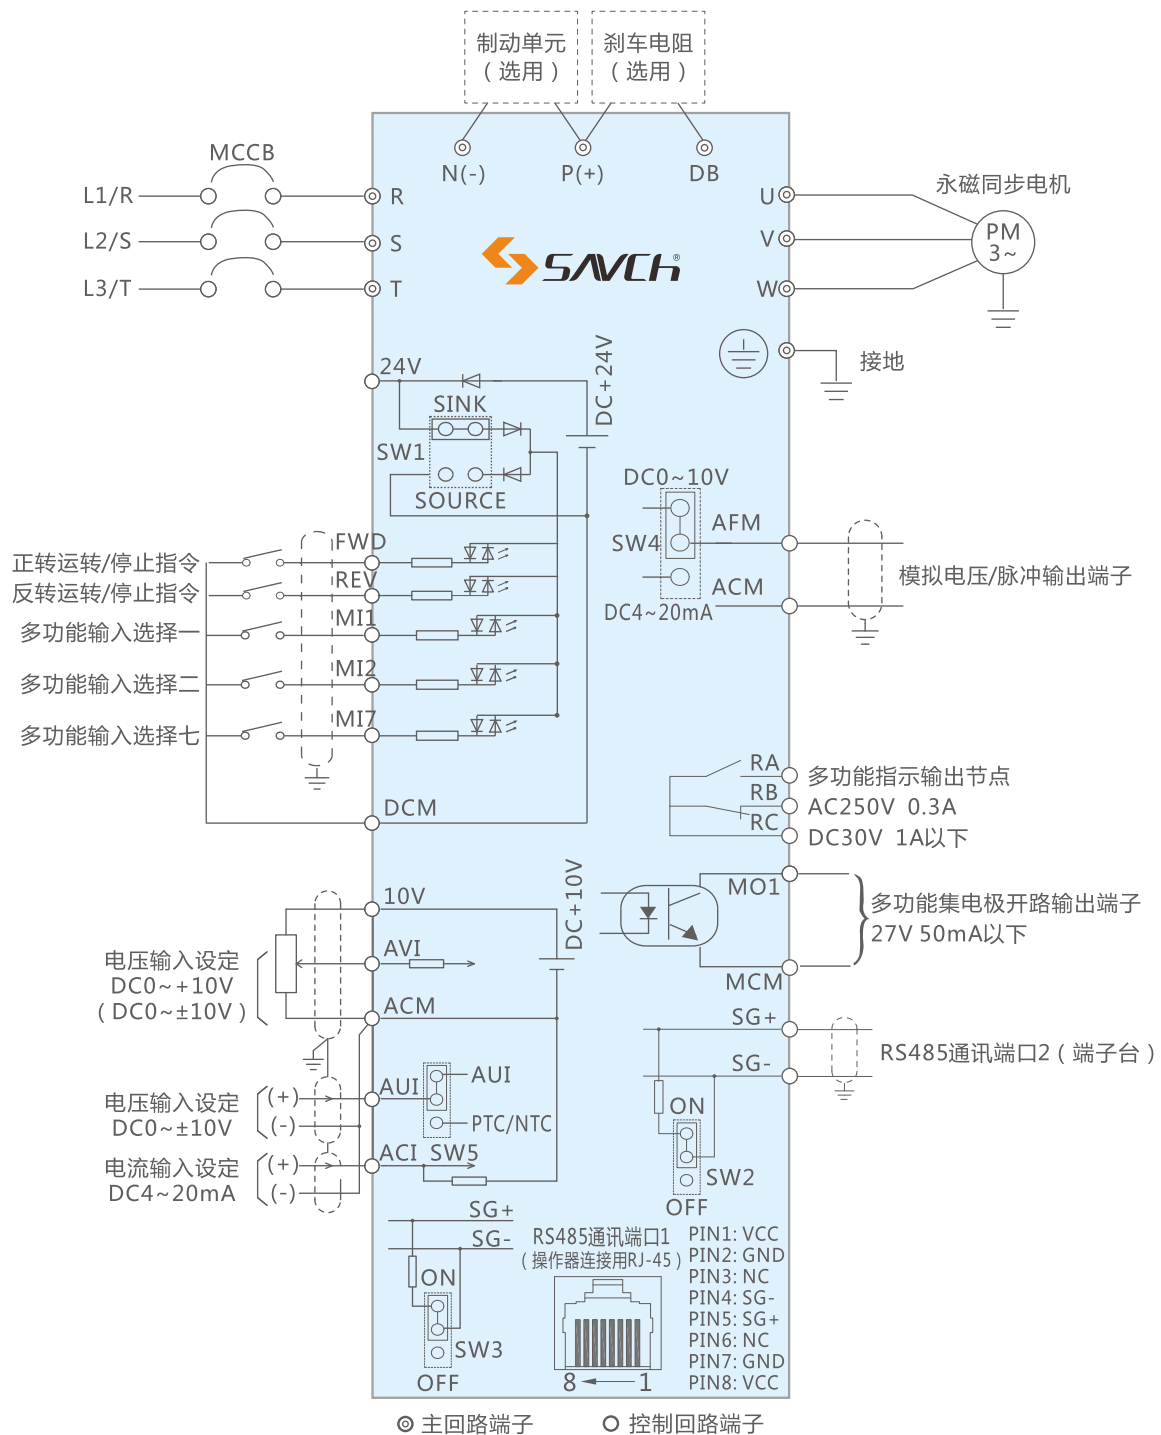 制动单元
（选用）
刹车电阻
（选用）
N(-)
P(+)
DB
MCCB
L1/R
R
L2/S
S
L3/T
T
U
V
W
永磁同步电机
PM
3~
SAVCh®
接地
24V
SINK
SW1
SOURCE
DC+24V
DC0~10V
AFM
SW4
ACM
DC4~20mA
模拟电压/脉冲输出端子
正转运转/停止指令
FWD
反转运转/停止指令
REV
多功能输入选择一
MI1
多功能输入选择二
MI2
多功能输入选择七
MI7
DCM
RA
RB
RC
多功能指示输出节点
AC250V 0.3A
DC30V 1A以下
MO1
MCM
多功能集电极开路输出端子
27V 50mA以下
10V
DC+10V
AVI
ACM
电压输入设定
DC0~+10V
（DC0~±10V）
SG+
SG-
RS485通讯端口2（端子台）
ON
SW2
OFF
AUI
AUI
PTC/NTC
电压输入设定
DC0~±10V
(+)
(-)
ACI
SW5
电流输入设定
DC4~20mA
(+)
(-)
SG+
SG-
ON
SW3
OFF
RS485通讯端口1
（操作器连接用RJ-45）
8
1
PIN1: VCC
PIN2: GND
PIN3: NC
PIN4: SG-
PIN5: SG+
PIN6: NC
PIN7: GND
PIN8: VCC
主回路端子
控制回路端子